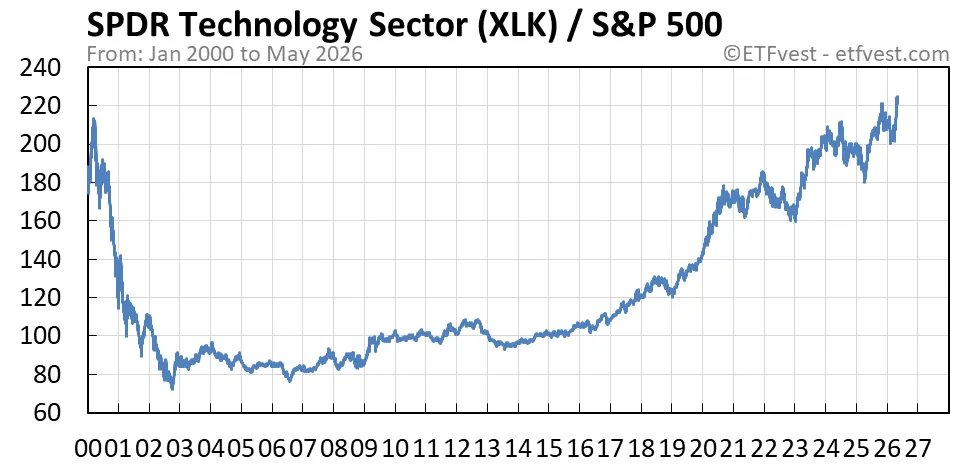 SPDR Technology Sector (XLK) / S&P 500
From: Jan 2000 to May 2026
©ETFvest - etfvest.com
240
220
200
180
160
140
120
100
80
60
00 01 02 03 04 05 06 07 08 09 10 11 12 13 14 15 16 17 18 19 20 21 22 23 24 25 26 27